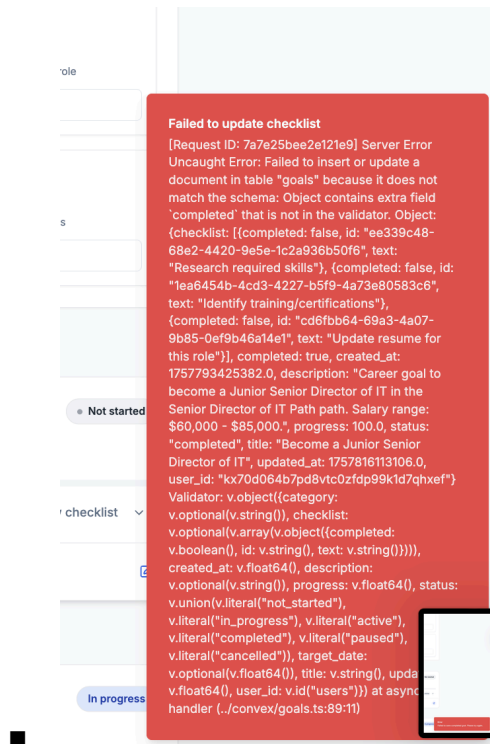 role
Failed to update checklist
[Request ID: 7a7e25bee2e121e9] Server Error
Uncaught Error: Failed to insert or update a
document in table "goals" because it does not
match the schema: Object contains extra field
`completed` that is not in the validator. Object:
{checklist: [{completed: false, id: "ee339c48-
68e2-4420-9e5e-1c2a936b50f6", text:
"Research required skills"}, {completed: false, id:
"1ea6454b-4cd3-4227-b5f9-4a73e80583c6",
text: "Identify training/certifications"},
{completed: false, id: "cd6fbb64-69a3-4a07-
9b85-0ef9b46a14e1", text: "Update resume for
this role"}], completed: true, created_at:
1757793425382.0, description: "Career goal to
become a Junior Senior Director of IT in the
Senior Director of IT Path path. Salary range:
$60,000 - $85,000.", progress: 100.0, status:
"completed", title: "Become a Junior Senior
Director of IT", updated_at: 1757816113106.0,
user_id: "kx70d064b7pd8vtc0zfdp99k1d7qhxef"}
Validator: v.object({category:
v.optional(v.string()), checklist:
v.optional(v.array(v.object({completed:
v.boolean(), id: v.string(), text: v.string()}))),
created_at: v.float64(), description:
v.optional(v.string()), progress: v.float64(), status:
v.union(v.literal("not_started"),
v.literal("in_progress"), v.literal("active"),
v.literal("completed"), v.literal("paused"),
v.literal("cancelled")), target_date:
v.optional(v.float64()), title: v.string(), upda
v.float64(), user_id: v.id("users")}) at async
handler (../convex/goals.ts:89:11)
s
Not started
checklist
In progress